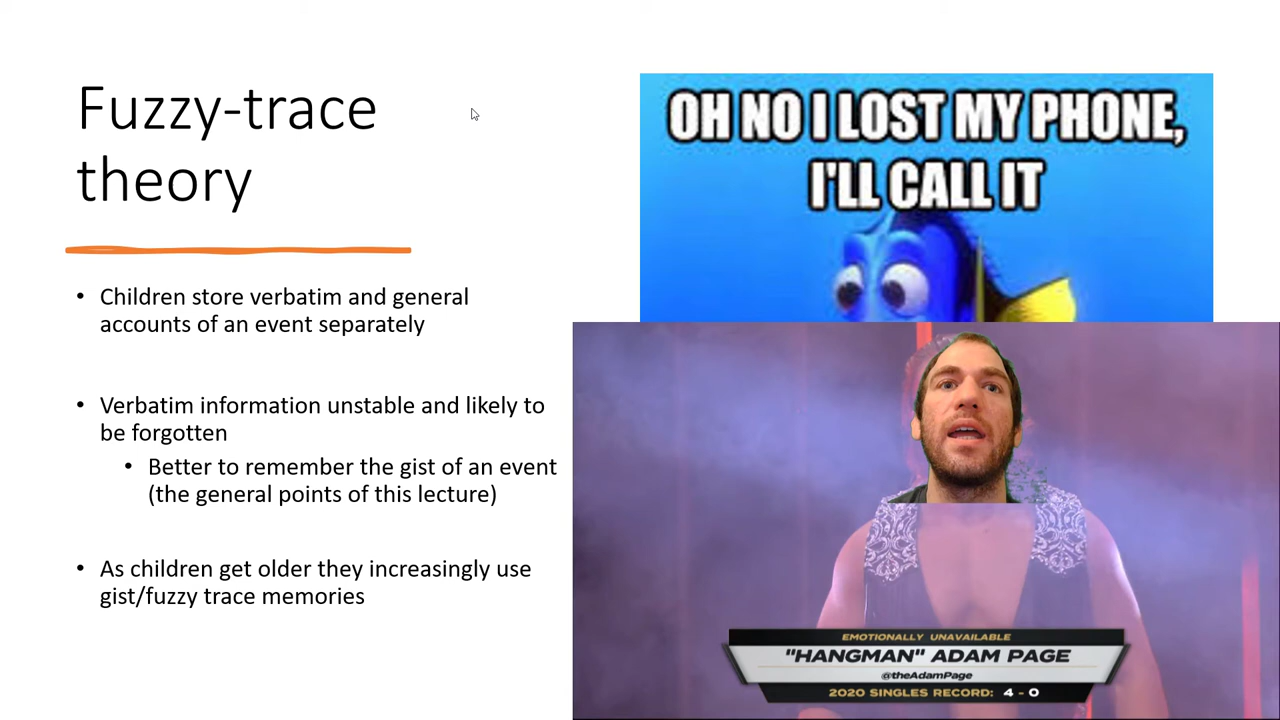 Fuzzy-trace
theory
• Children store verbatim and general
accounts of an event separately
• Verbatim information unstable and likely to
be forgotten
• Better to remember the gist of an event
(the general points of this lecture)
• As children get older they increasingly use
gist/fuzzy trace memories
OH NO I LOST MY PHONE,
I'LL CALL IT
EMOTIONALLY UNAVAILABLE
"HANGMAN" ADAM PAGE
@theAdamPage
2020 SINGLES RECORD: 4 - 0